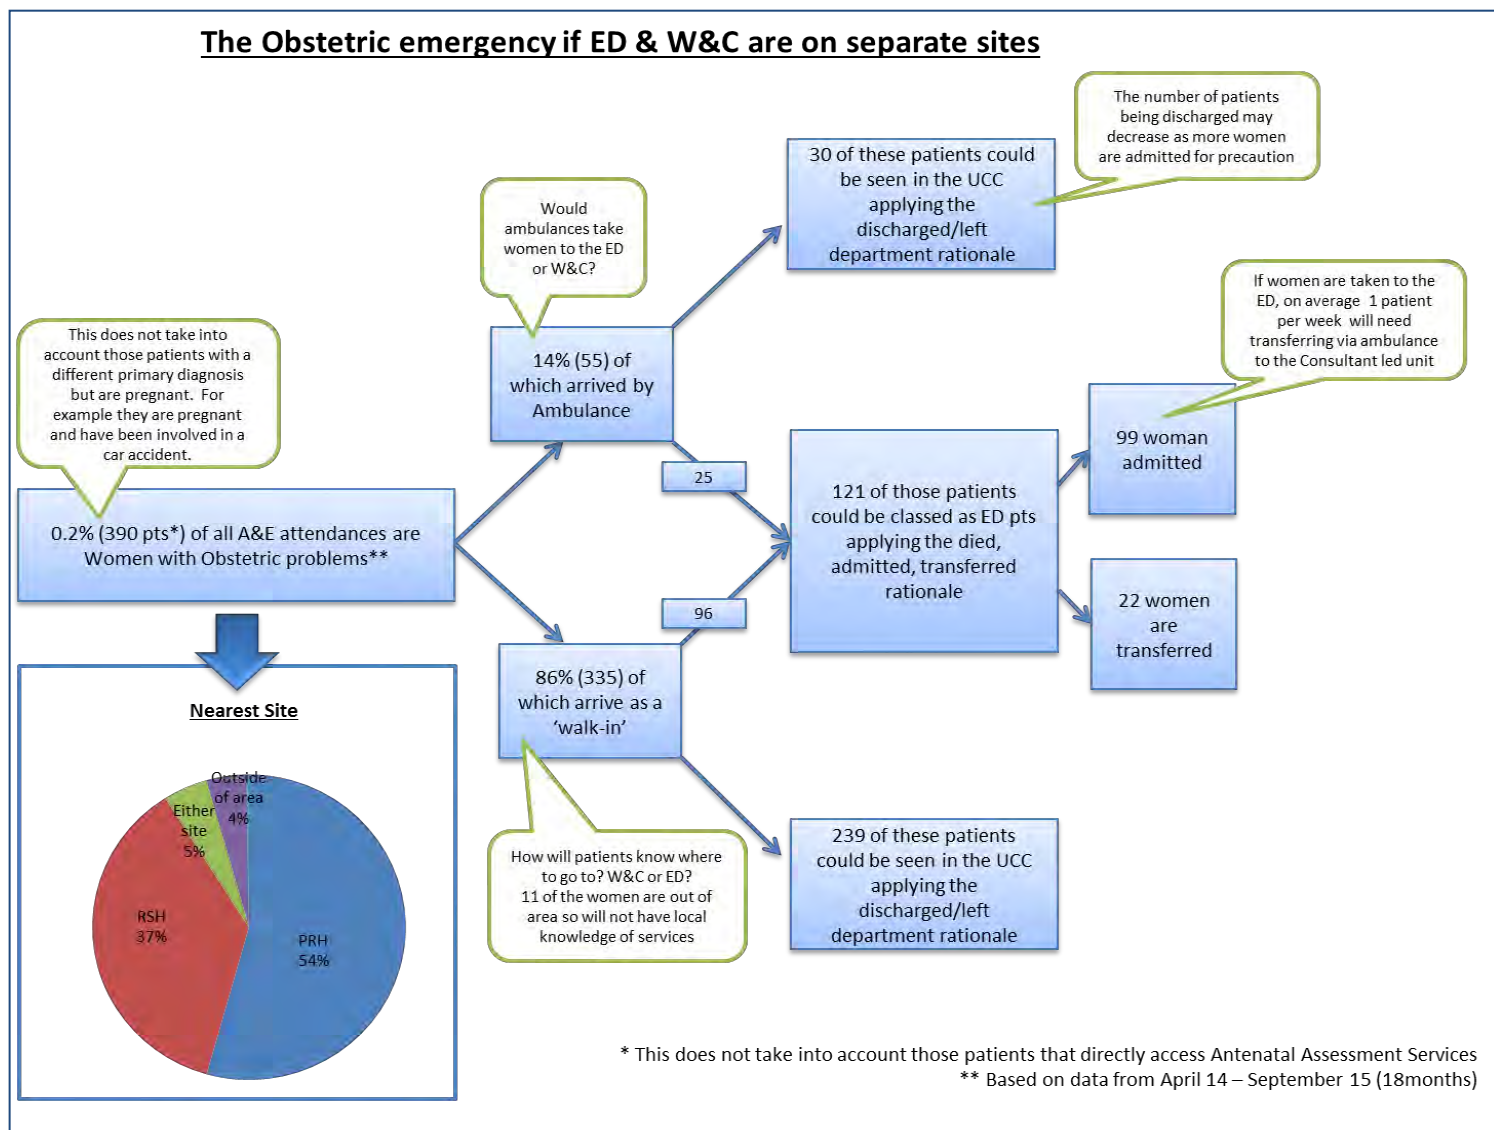 The Obstetric emergency if ED & W&C are on separate sites
The number of patients
being discharged may
decrease as more women
are admitted for precaution
30 of these patients could
be seen in the UCC
applying the
discharged/left
department rationale
Would
ambulances take
women to the ED
or W&C?
If women are taken to the
ED, on average 1 patient
per week will need
transferring via ambulance
to the Consultant led unit
This does not take into
account those patients with a
different primary diagnosis
but are pregnant. For
example they are pregnant
and have been involved in a
car accident.
14% (55) of
which arrived by
Ambulance
99 woman
admitted
25
121 of those patients
could be classed as ED pts
applying the died,
admitted, transferred
rationale
0.2% (390 pts*) of all A&E attendances are
Women with Obstetric problems**
96
22 women
are
transferred
86% (335) of
which arrive as a
‘walk-in’
Nearest Site
Outside
of area
4%
Either
site
5%
RSH
37%
PRH
54%
How will patients know where
to go to? W&C or ED?
11 of the women are out of
area so will not have local
knowledge of services
239 of these patients
could be seen in the UCC
applying the
discharged/left
department rationale
* This does not take into account those patients that directly access Antenatal Assessment Services
** Based on data from April 14 – September 15 (18months)